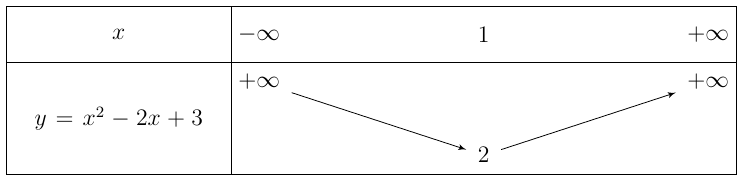 x −∞ 1 +∞
+∞ +∞
y = x² − 2x + 3
2